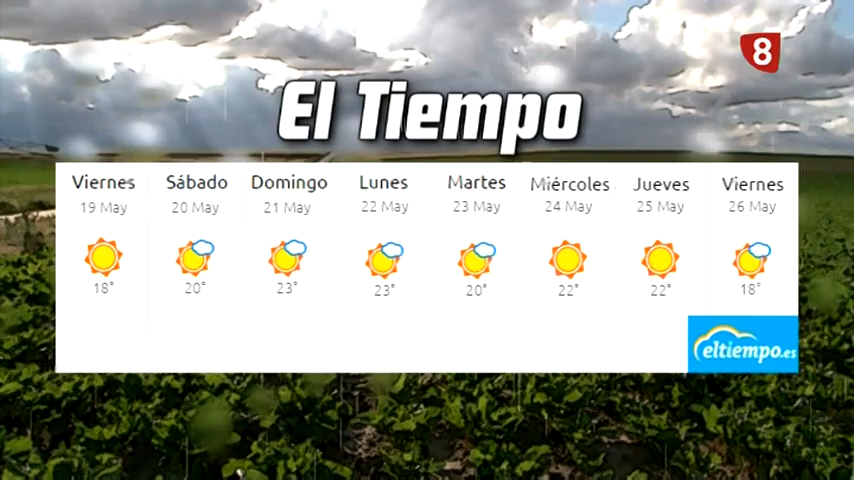 8
El Tiempo
Viernes Sábado Domingo Lunes Martes Miércoles Jueves Viernes
19 May 20 May 21 May 22 May 23 May 24 May 25 May 26 May
18° 20° 23° 23° 20° 22° 22° 18°
eltiempo.es